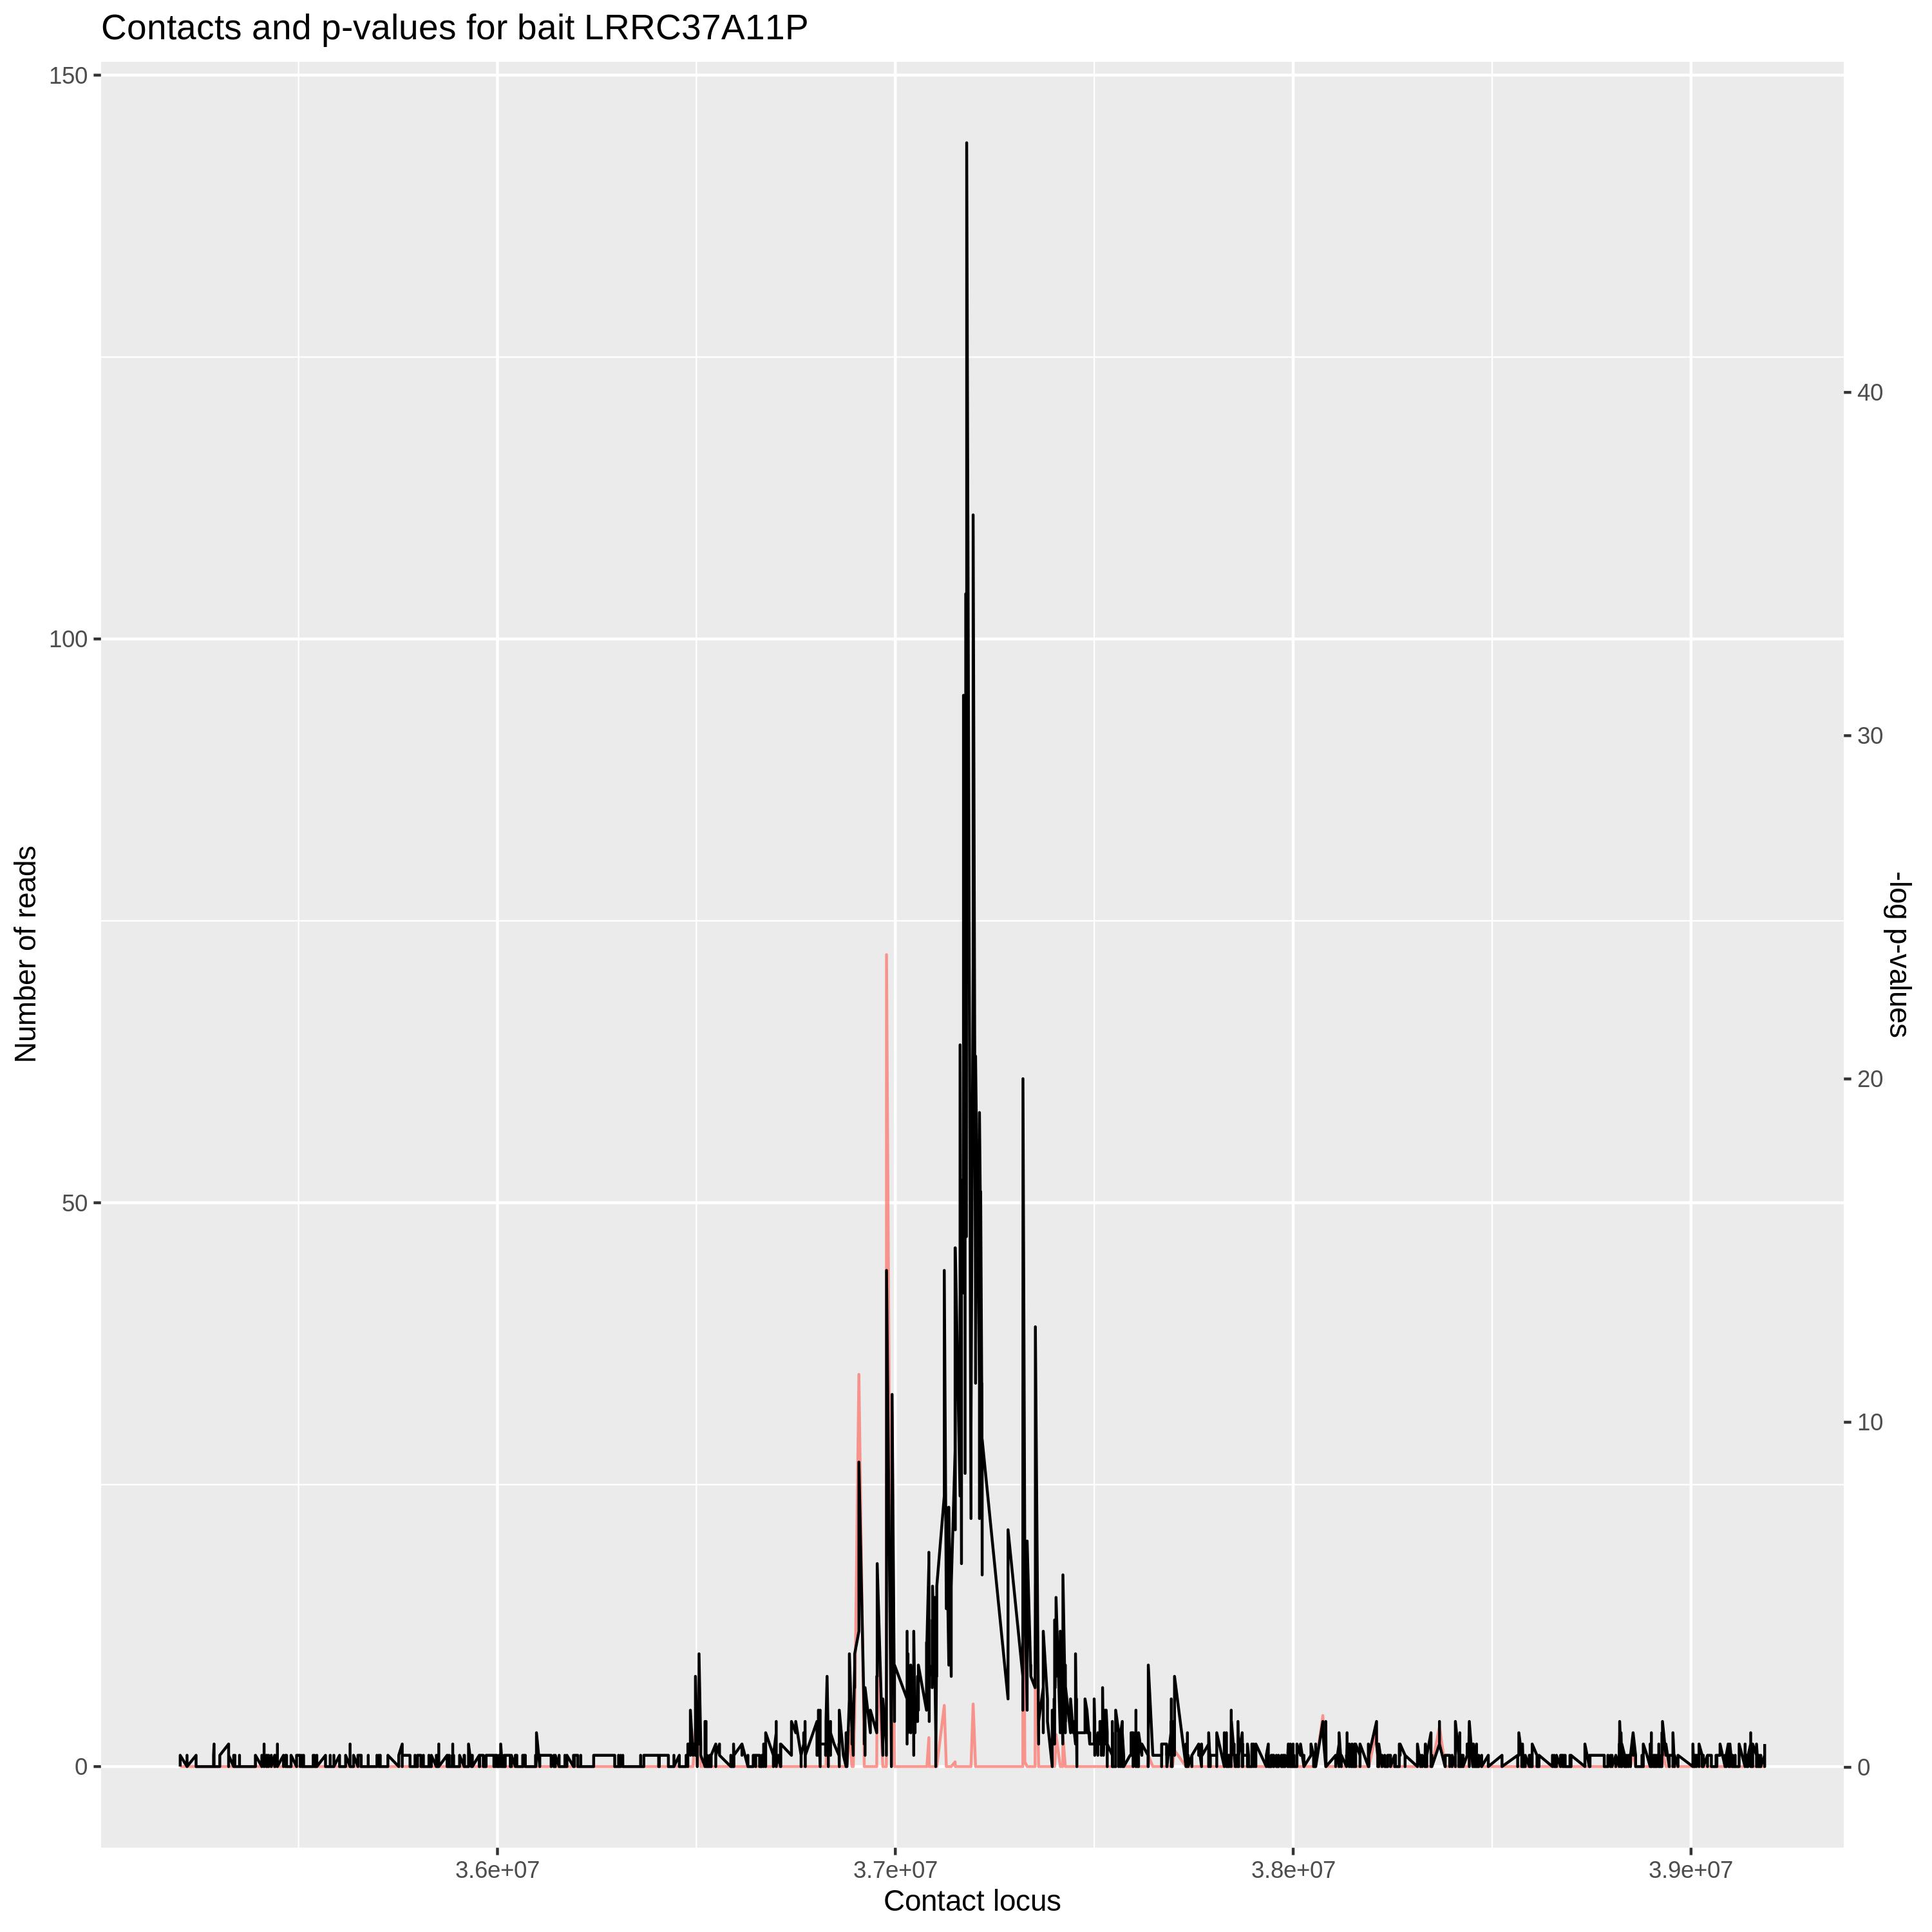 Contacts and p-values for bait LRRC37A11P
150
100
50
0
Number of reads
40
30
20
10
0
-log p-values
3.6e+07
3.7e+07
3.8e+07
3.9e+07
Contact locus